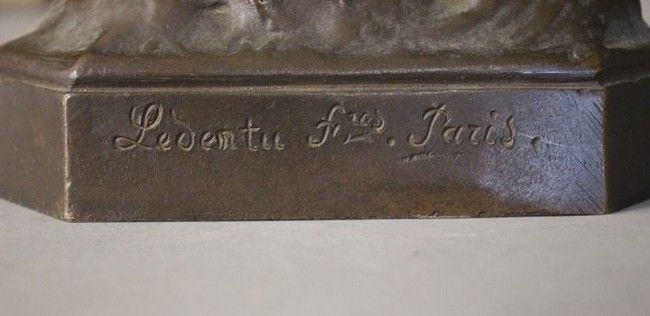 Ledentu Fres. Paris.